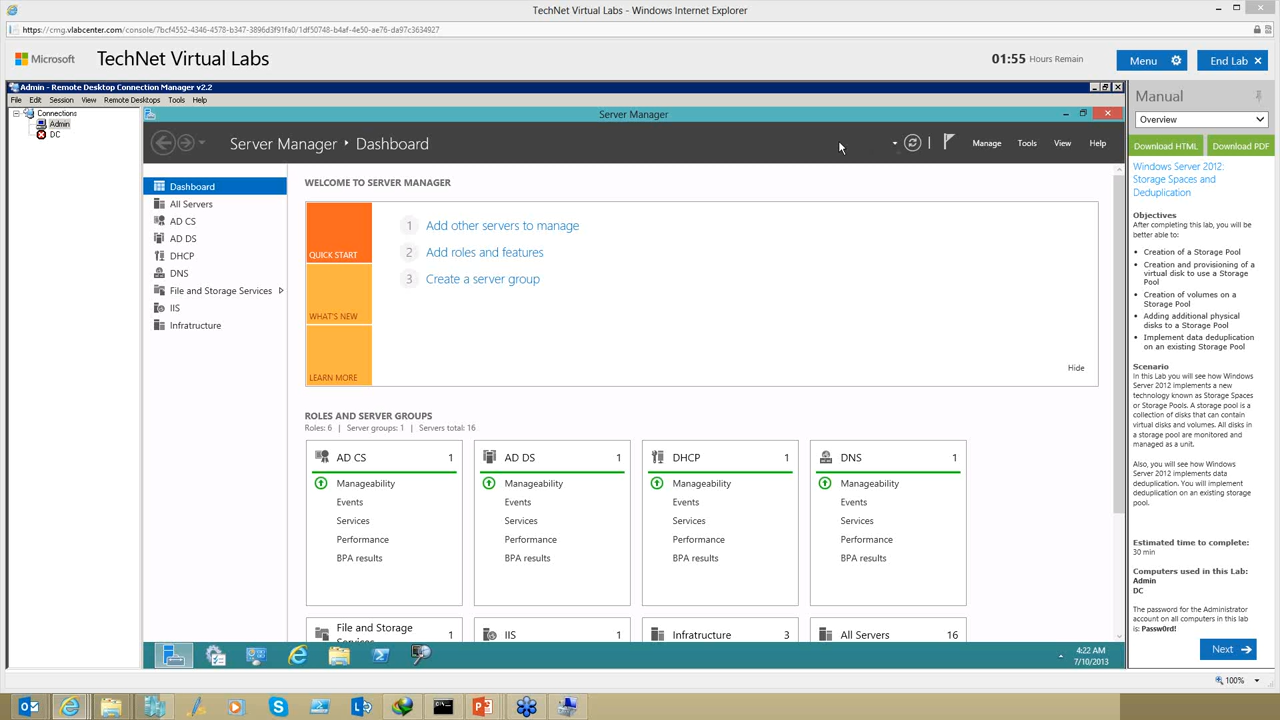 TechNet Virtual Labs - Windows Internet Explorer
https://cmg.vlabcenter.com/console/7bcf4552-4346-4578-b347-3896d3f91fa0/1df50748-b4af-4e50-ae76-da97c3634927
Microsoft
TechNet Virtual Labs
01:55 Hours Remain
Menu
End Lab
Admin - Remote Desktop Connection Manager v2.2
File Edit Session View Remote Desktops Tools Help
Connections
Admin
DC
Server Manager
Server Manager ▸ Dashboard
Manage Tools View Help
Dashboard
All Servers
AD CS
AD DS
DHCP
DNS
File and Storage Services
IIS
Infratructure
WELCOME TO SERVER MANAGER
QUICK START
WHAT'S NEW
LEARN MORE
1 Add other servers to manage
2 Add roles and features
3 Create a server group
Hide
ROLES AND SERVER GROUPS
Roles: 6 | Server groups: 1 | Servers total: 16
AD CS 1
Manageability
Events
Services
Performance
BPA results
AD DS 1
Manageability
Events
Services
Performance
BPA results
DHCP 1
Manageability
Events
Services
Performance
BPA results
DNS 1
Manageability
Events
Services
Performance
BPA results
File and Storage 1
Services
IIS 1
Infratructure 3
All Servers 16
4:22 AM
7/10/2013
Manual
Overview
Download HTML
Download PDF
Windows Server 2012:
Storage Spaces and
Deduplication
Objectives
After completing this lab, you will be
better able to:
• Creation of a Storage Pool
• Creation and provisioning of a
virtual disk to use a Storage
Pool
• Creation of volumes on a
Storage Pool
• Adding additional physical
disks to a Storage Pool
• Implement data deduplication
on an existing Storage Pool
Scenario
In this Lab you will see how Windows
Server 2012 implements a new
technology known as Storage Spaces
or Storage Pools. A storage pool is a
collection of disks that can contain
virtual disks and volumes. All disks in
a storage pool are monitored and
managed as a unit.
Also, you will see how Windows
Server 2012 implements data
deduplication. You will implement
deduplication on an existing storage
pool.
Estimated time to complete:
30 min
Computers used in this Lab:
Admin
DC
The password for the Administrator
account on all computers in this lab
is: Passw0rd!
Next
100%